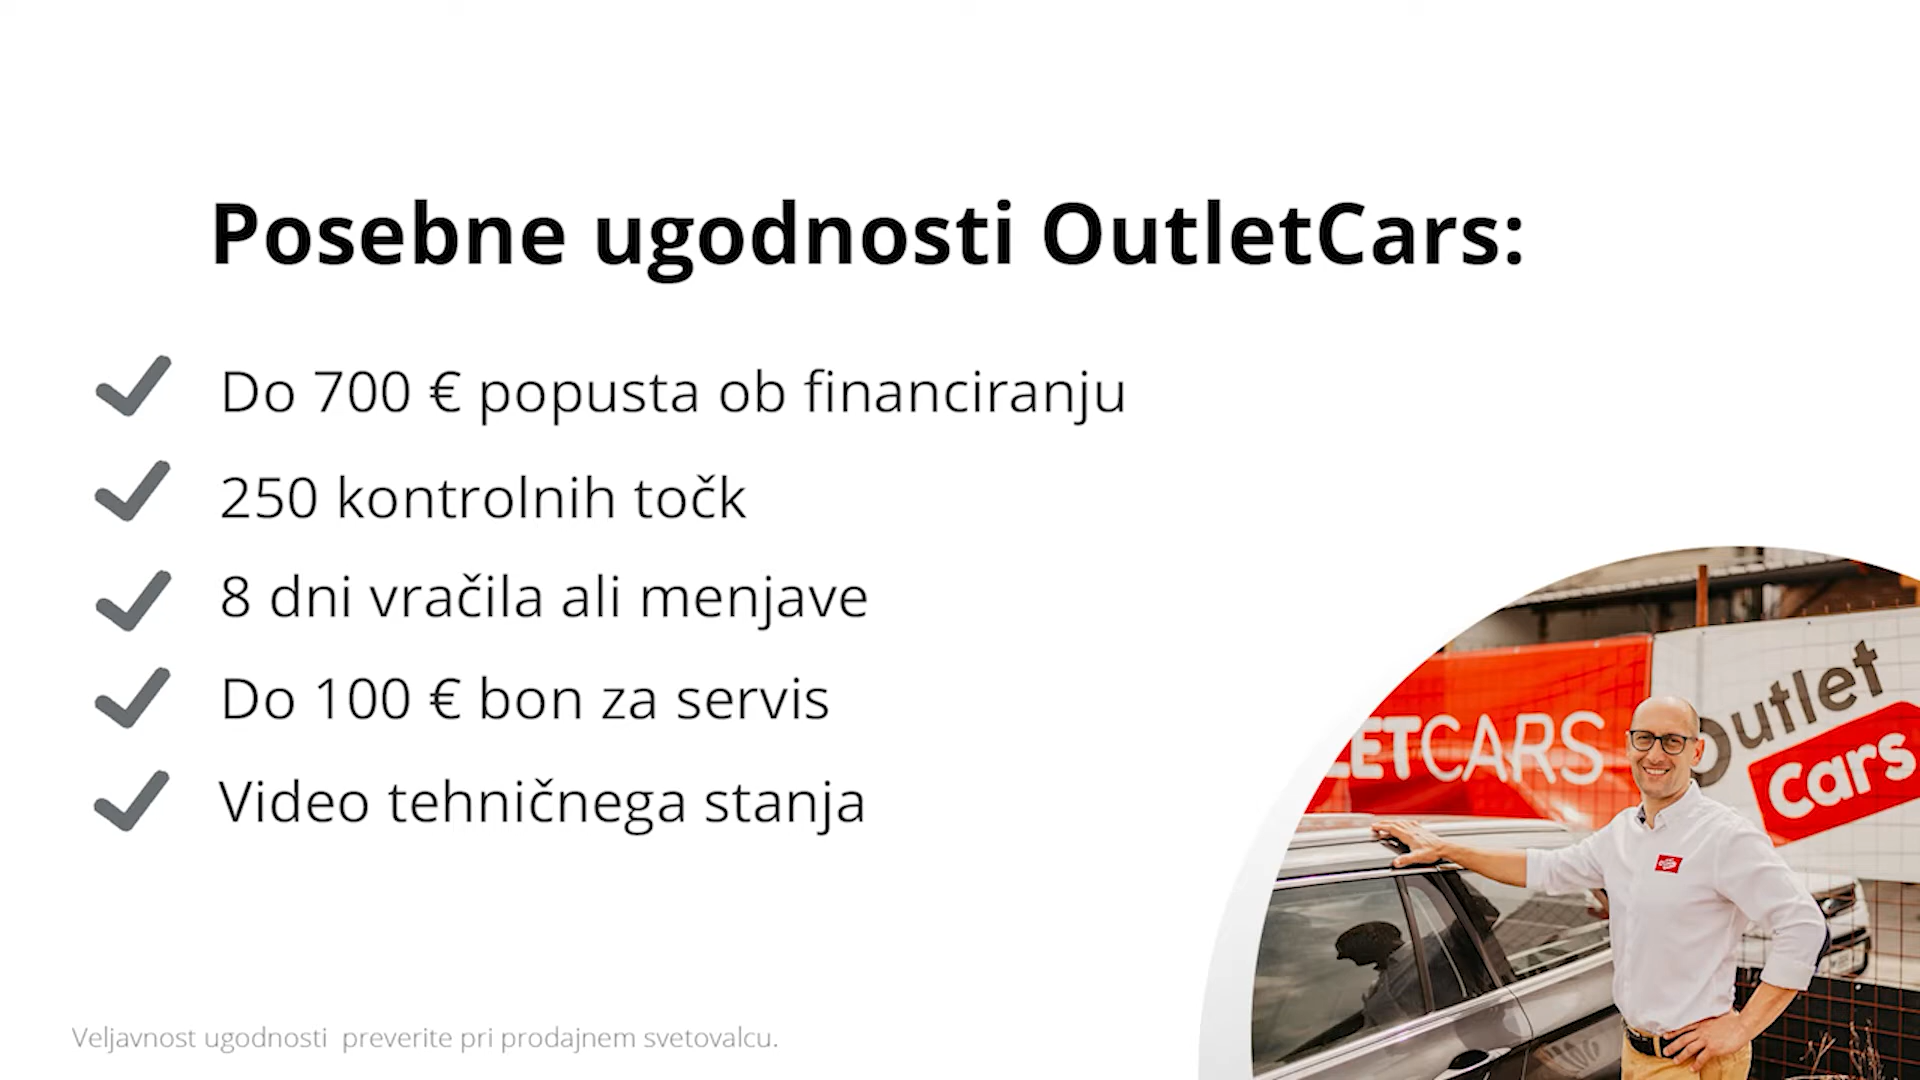 Posebne ugodnosti OutletCars:
Do 700 € popusta ob financiranju
250 kontrolnih točk
8 dni vračila ali menjave
Do 100 € bon za servis
Video tehničnega stanja
LETCARS
Outlet
Cars
Veljavnost ugodnosti preverite pri prodajnem svetovalcu.